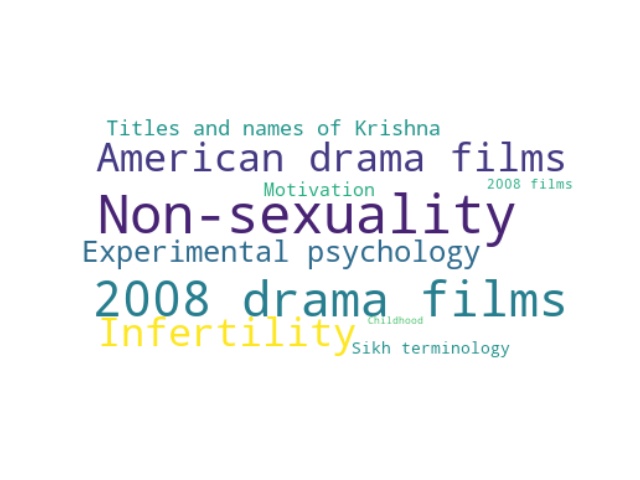 Titles and names of Krishna
American drama films
Motivation
2008 films
Non-sexuality
Experimental psychology
2008 drama films
Infertility
Childhood
Sikh terminology